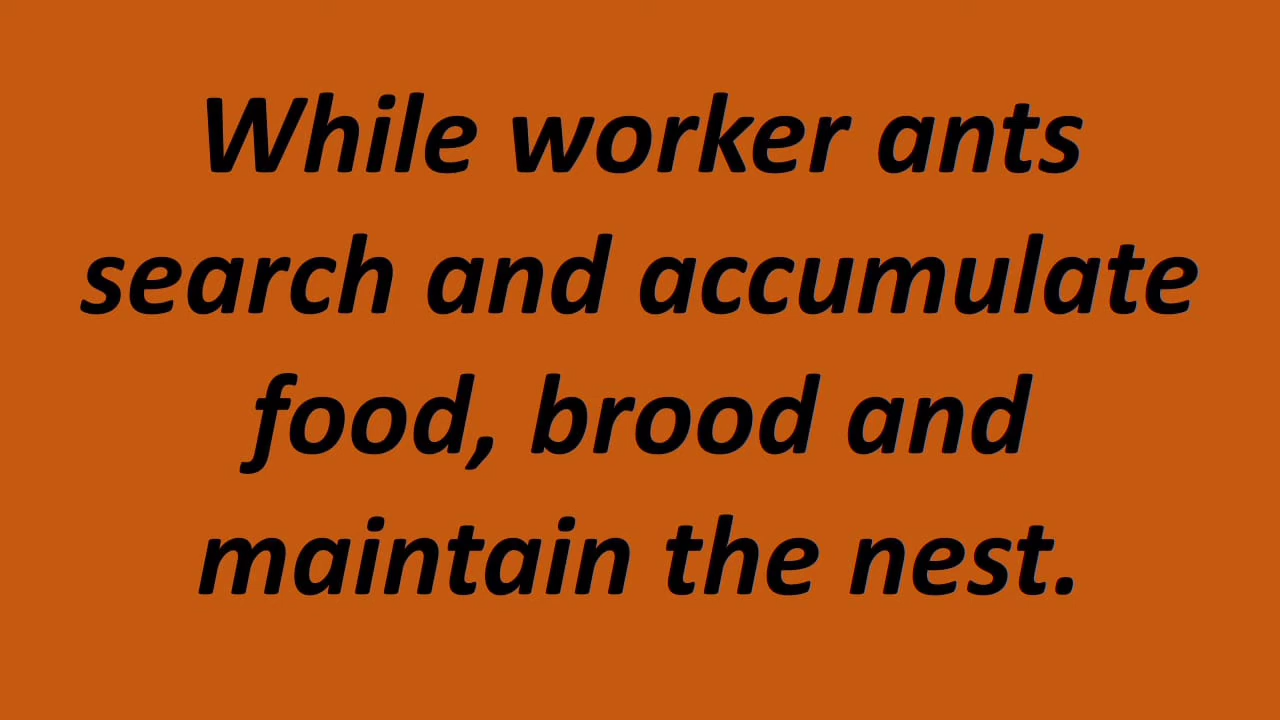 While worker ants
search and accumulate
food, brood and
maintain the nest.